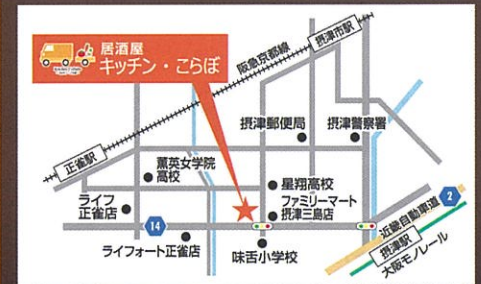 居酒屋
キッチン・こらぼ
阪急京都線
摂津市駅
正雀駅
摂津郵便局
摂津警察署
薫英女学院
高校
星翔高校
ファミリーマート
摂津三島店
ライフ
正雀店
14
ライフォート正雀店
味舌小学校
2
近畿自動車道
摂津駅
大阪モノレール